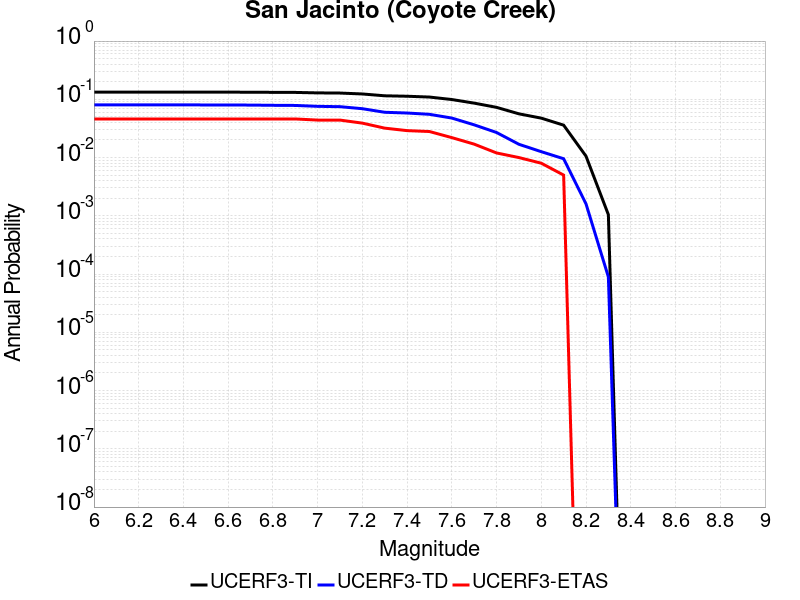 San Jacinto (Coyote Creek)
10^0
10^-1
10^-2
10^-3
10^-4
10^-5
10^-6
10^-7
10^-8
Annual Probability
6 6.2 6.4 6.6 6.8 7 7.2 7.4 7.6 7.8 8 8.2 8.4 8.6 8.8 9
Magnitude
UCERF3-TI UCERF3-TD UCERF3-ETAS